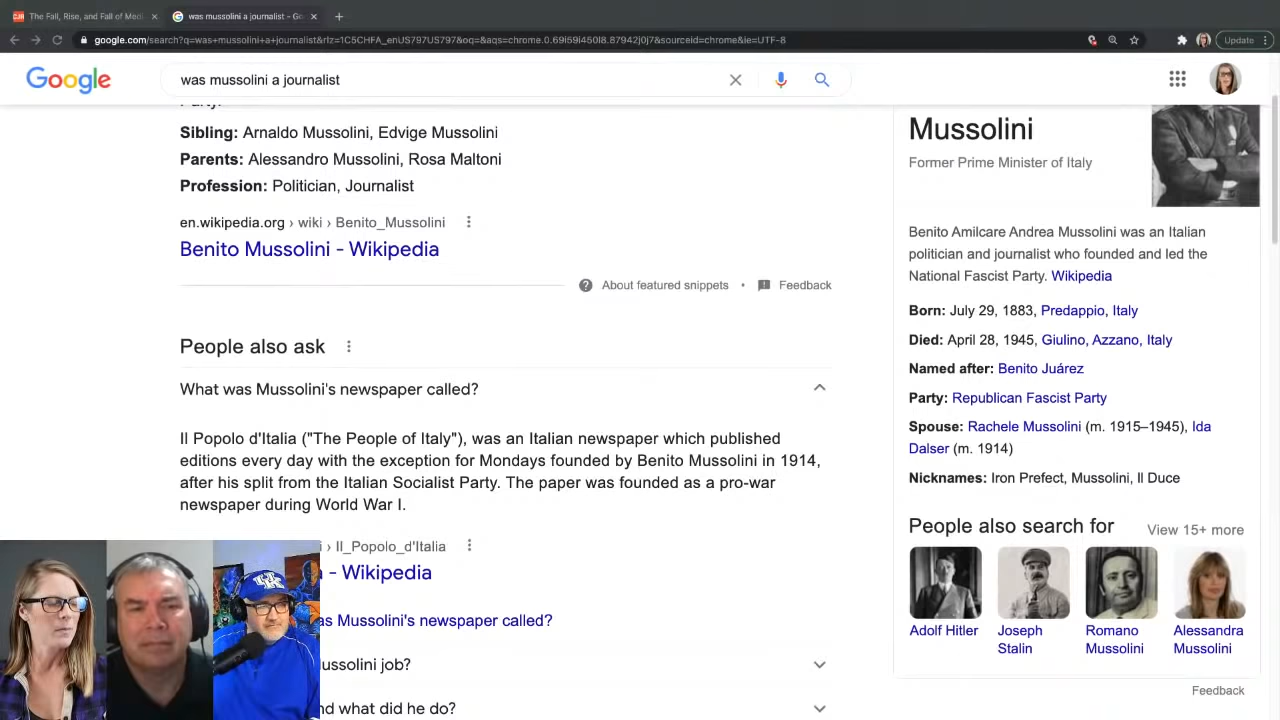 CJR The Fall, Rise, and Fall of Medi
was mussolini a journalist - Go
google.com/search?q=was+mussolini+a+journalist&rlz=1C5CHFA_enUS797US797&oq=&aqs=chrome.0.69i59i450l8.87942j0j7&sourceid=chrome&ie=UTF-8
Update
Google
was mussolini a journalist
Party.
Sibling: Arnaldo Mussolini, Edvige Mussolini
Parents: Alessandro Mussolini, Rosa Maltoni
Profession: Politician, Journalist
en.wikipedia.org › wiki › Benito_Mussolini
Benito Mussolini - Wikipedia
About featured snippets • Feedback
People also ask
What was Mussolini's newspaper called?
Il Popolo d'Italia ("The People of Italy"), was an Italian newspaper which published
editions every day with the exception for Mondays founded by Benito Mussolini in 1914,
after his split from the Italian Socialist Party. The paper was founded as a pro-war
newspaper during World War I.
› Il_Popolo_d'Italia
- Wikipedia
as Mussolini's newspaper called?
ussolini job?
nd what did he do?
Mussolini
Former Prime Minister of Italy
Benito Amilcare Andrea Mussolini was an Italian
politician and journalist who founded and led the
National Fascist Party. Wikipedia
Born: July 29, 1883, Predappio, Italy
Died: April 28, 1945, Giulino, Azzano, Italy
Named after: Benito Juárez
Party: Republican Fascist Party
Spouse: Rachele Mussolini (m. 1915–1945), Ida
Dalser (m. 1914)
Nicknames: Iron Prefect, Mussolini, Il Duce
People also search for
View 15+ more
Adolf Hitler
Joseph
Stalin
Romano
Mussolini
Alessandra
Mussolini
Feedback